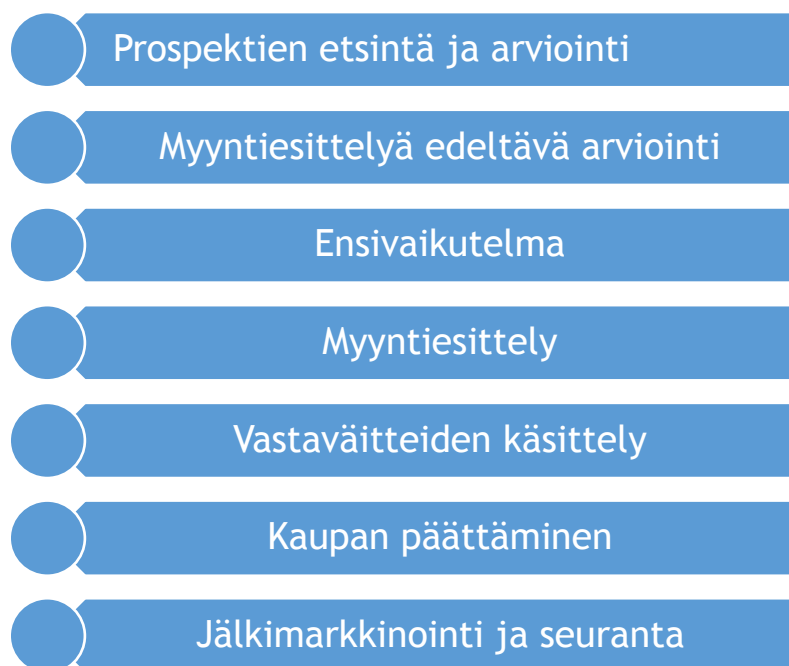 Prospektien etsintä ja arviointi
Myyntiesittelyä edeltävä arviointi
Ensivaikutelma
Myyntiesittely
Vastaväitteiden käsittely
Kaupan päättäminen
Jälkimarkkinointi ja seuranta